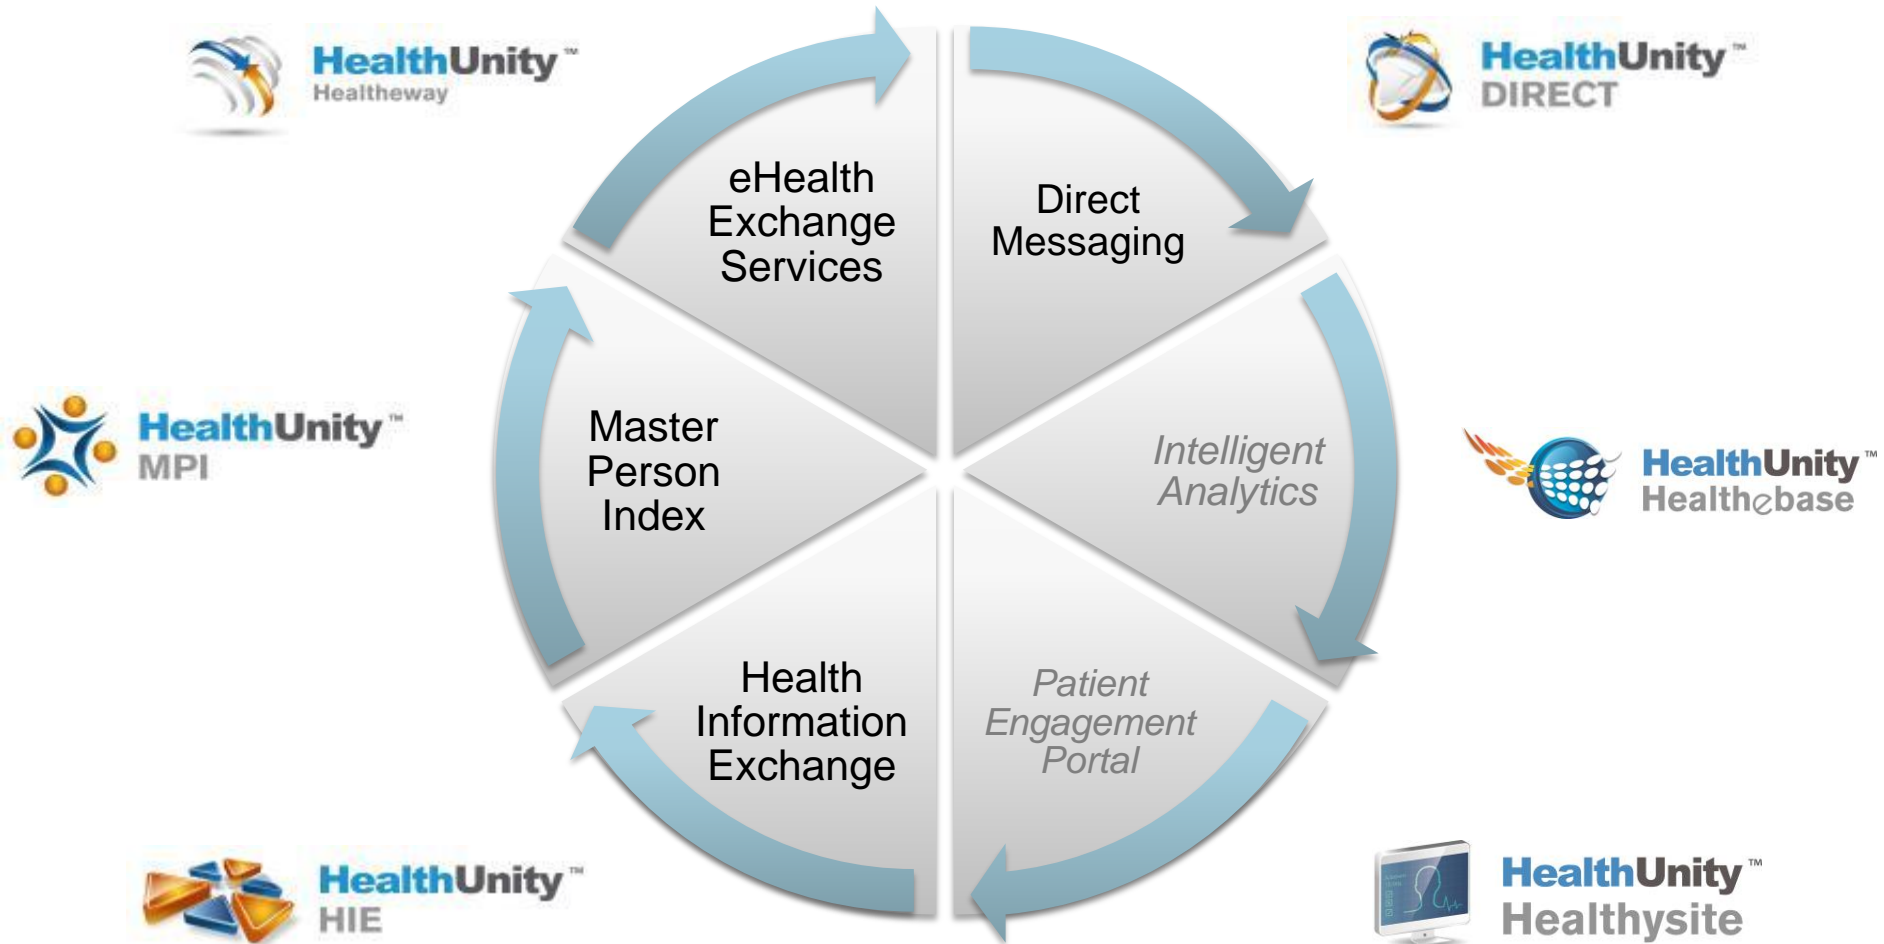 HealthUnity™
Healtheway
HealthUnity™
DIRECT
eHealth
Exchange
Services
Direct
Messaging
HealthUnity™
MPI
Master
Person
Index
Intelligent
Analytics
HealthUnity™
Healthebase
Health
Information
Exchange
Patient
Engagement
Portal
HealthUnity™
HIE
HealthUnity™
Healthysite